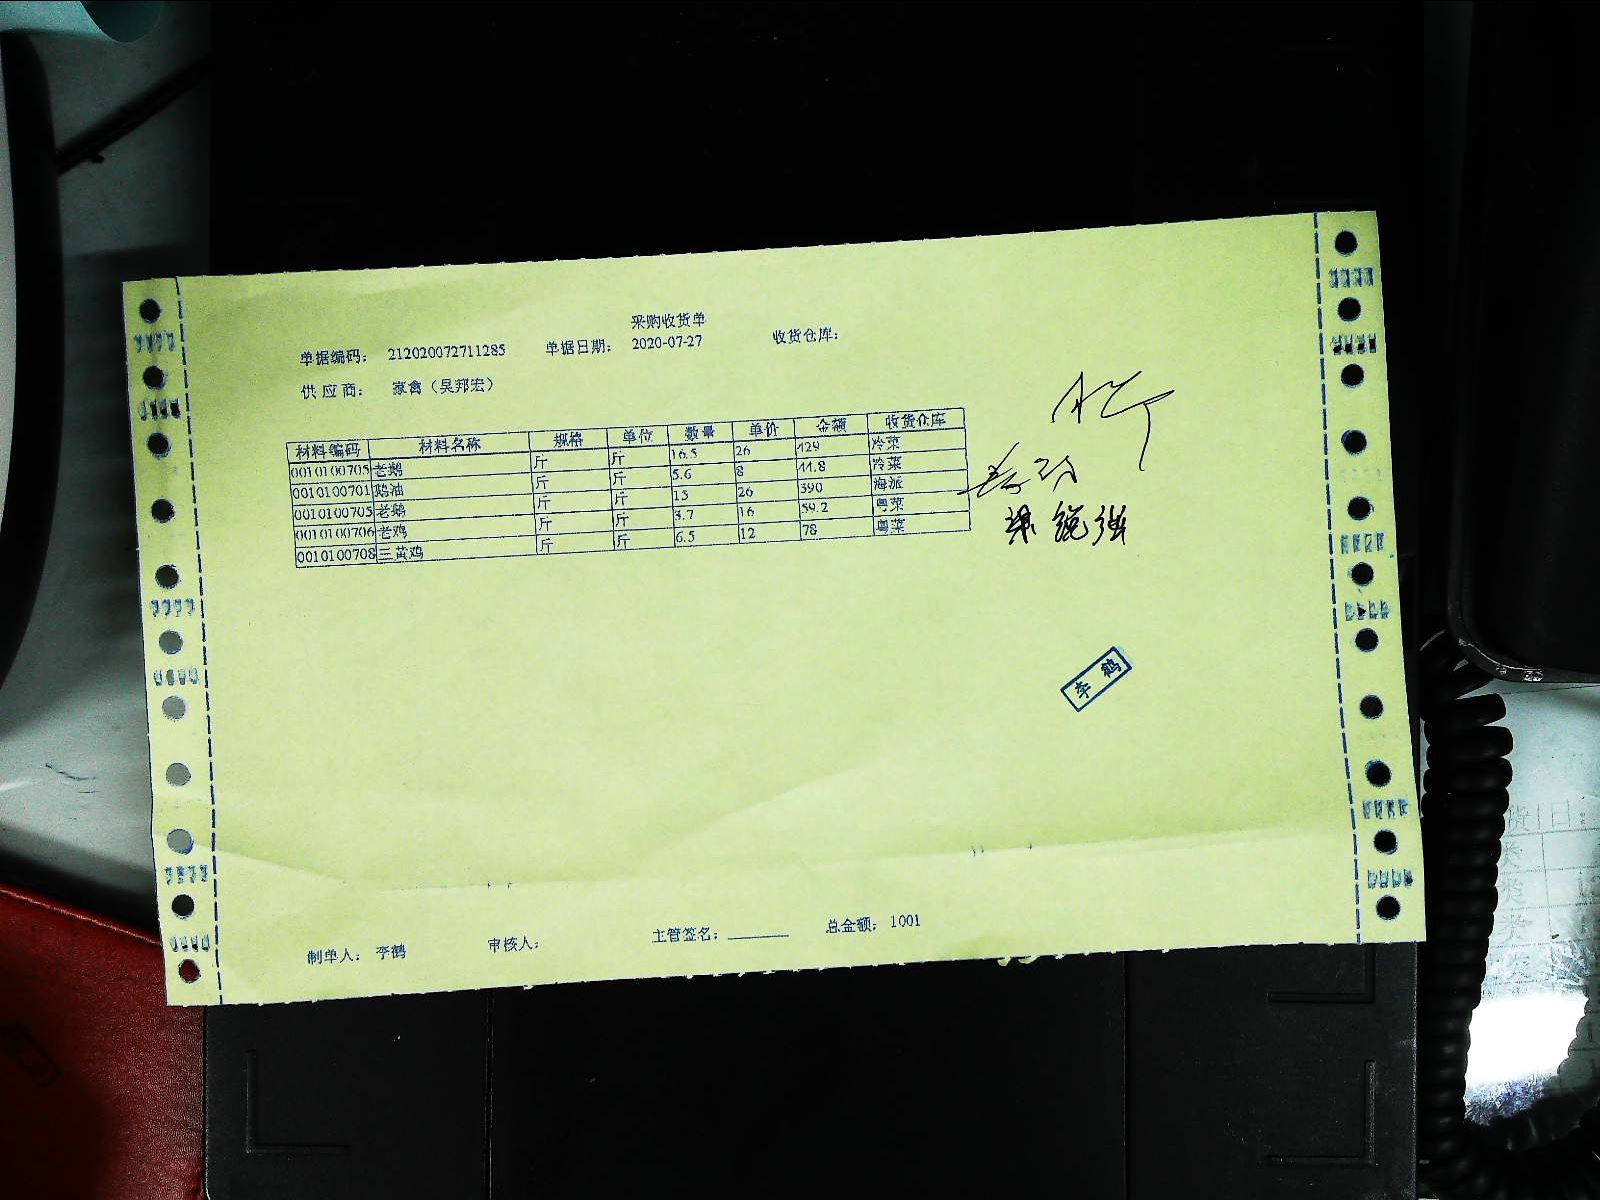 采购收货单
单据编码： 212020072711285 单据日期： 2020-07-27 收货仓库：
供应商： 家禽（吴邦宏）
材料编码 材料名称 规格 单位 数量 单价 金额 收货仓库
0010100705 老鹅 斤 斤 16.5 26 429 冷菜
0010100701 鹅油 斤 斤 5.6 8 44.8 冷菜
0010100705 老鹅 斤 斤 15 26 390 海派
0010100706 老鸡 斤 斤 3.7 16 59.2 粤菜
0010100708 三黄鸡 斤 斤 6.5 12 78 粤菜
李鹤
制单人： 李鹤 审核人： 主管签名： 总金额： 1001